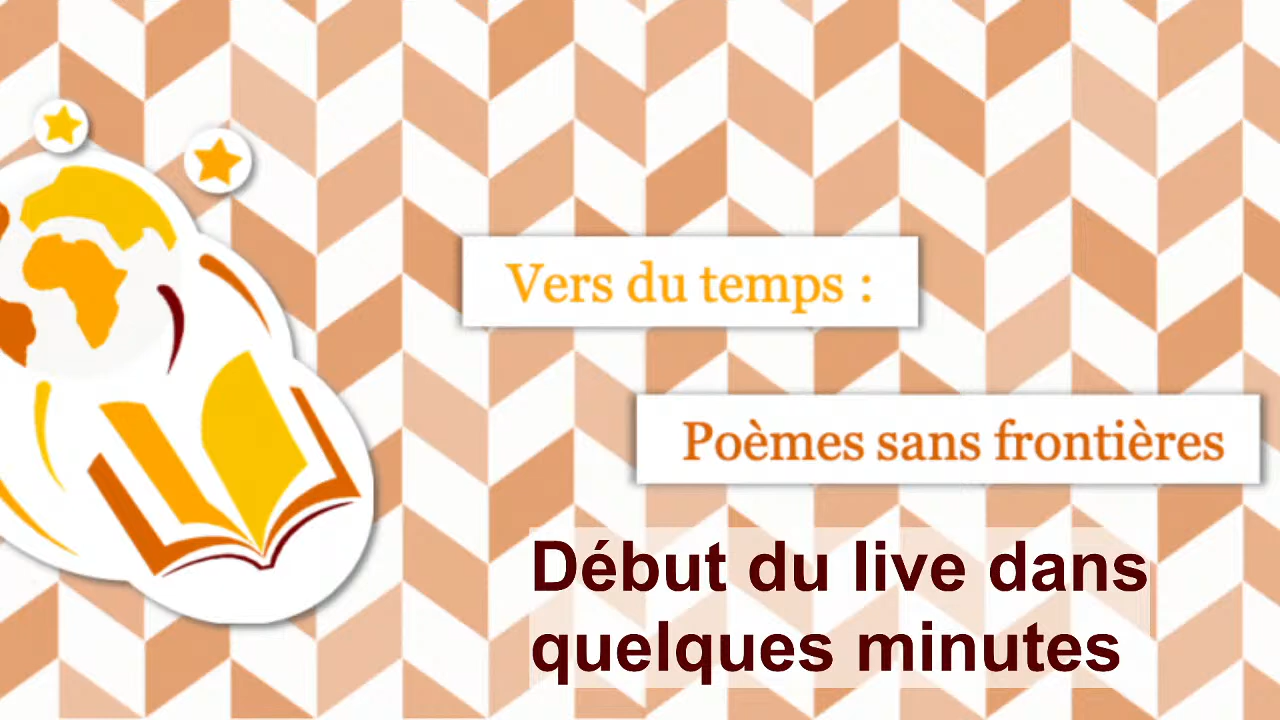 Vers du temps :
Poèmes sans frontières
Début du live dans
quelques minutes